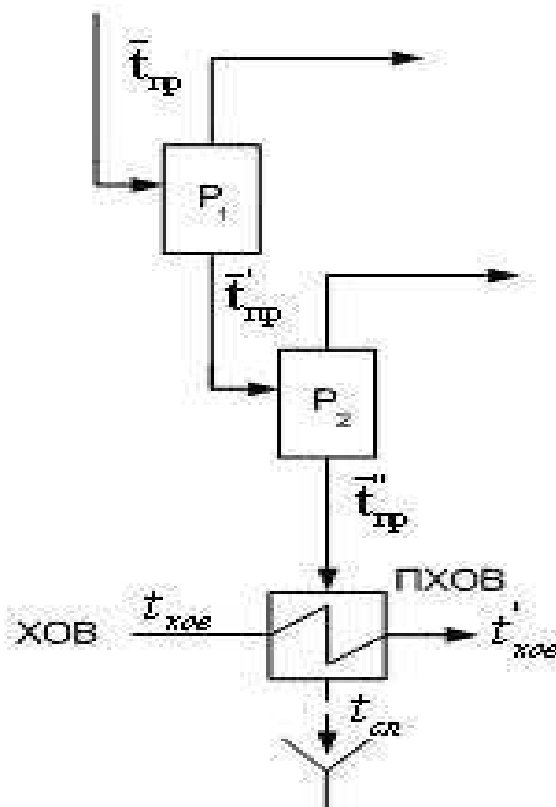 t̅пр
P₁
t̅'пр
P₂
t̅''пр
ПХОВ
ХОВ
tхов
t'хов
tсл